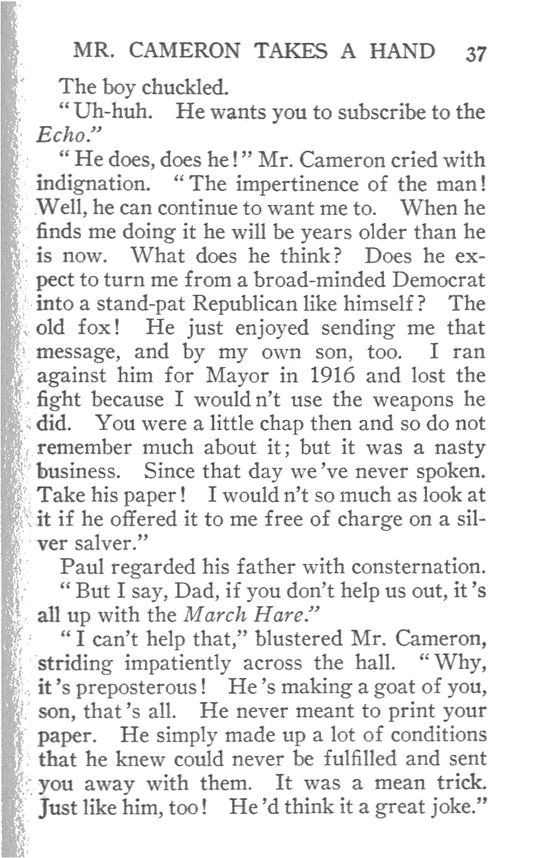 MR. CAMERON TAKES A HAND 37
The boy chuckled.
“Uh-huh. He wants you to subscribe to the
Echo.”
“He does, does he!” Mr. Cameron cried with
indignation. “The impertinence of the man!
Well, he can continue to want me to. When he
finds me doing it he will be years older than he
is now. What does he think? Does he ex-
pect to turn me from a broad-minded Democrat
into a stand-pat Republican like himself? The
old fox! He just enjoyed sending me that
message, and by my own son, too. I ran
against him for Mayor in 1916 and lost the
fight because I would n’t use the weapons he
did. You were a little chap then and so do not
remember much about it; but it was a nasty
business. Since that day we ’ve never spoken.
Take his paper! I would n’t so much as look at
it if he offered it to me free of charge on a sil-
ver salver.”
Paul regarded his father with consternation.
“But I say, Dad, if you don’t help us out, it ’s
all up with the March Hare.”
“I can’t help that,” blustered Mr. Cameron,
striding impatiently across the hall. “Why,
it ’s preposterous! He ’s making a goat of you,
son, that ’s all. He never meant to print your
paper. He simply made up a lot of conditions
that he knew could never be fulfilled and sent
you away with them. It was a mean trick.
Just like him, too! He ’d think it a great joke.”